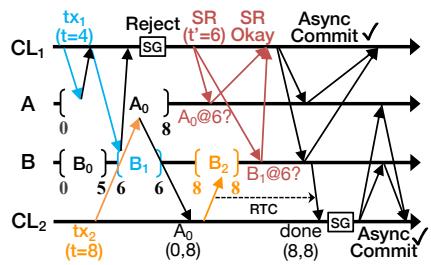 tx1
(t=4)
Reject
SR
(t'=6)
SR
Okay
Async
Commit ✓
CL1
SG
A
A0
0
8
A0@6?
B
B0
B1
B2
B1@6?
0
5
6
6
8
8
RTC
CL2
tx2
(t=8)
A0
(0,8)
done
(8,8)
SG
Async
Commit ✓